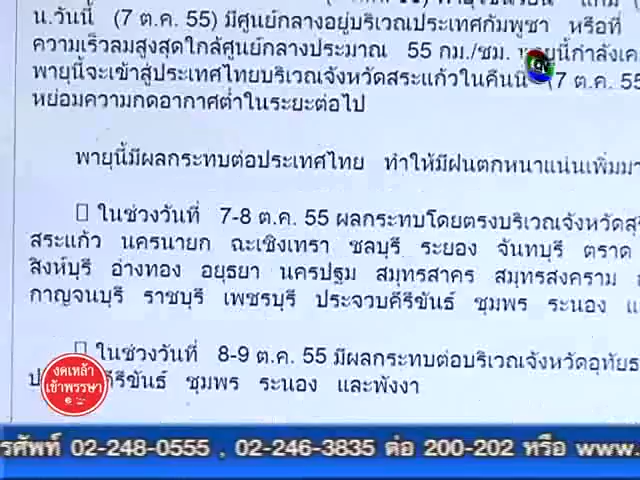 น.วันนี้ (7 ต.ค. 55) มีศูนย์กลางอยู่บริเวณประเทศกัมพูชา หรือที่
ความเร็วลมสูงสุดใกล้ศูนย์กลางประมาณ 55 กม./ชม. พายุนี้กำลังเค
พายุนี้จะเข้าสู่ประเทศไทยบริเวณจังหวัดสระแก้วในคืนนี้ (7 ต.ค. 55
หย่อมความกดอากาศต่ำในระยะต่อไป
พายุนี้มีผลกระทบต่อประเทศไทย ทำให้มีฝนตกหนาแน่นเพิ่มมา
ในช่วงวันที่ 7-8 ต.ค. 55 ผลกระทบโดยตรงบริเวณจังหวัดสุริ
สระแก้ว นครนายก ฉะเชิงเทรา ชลบุรี ระยอง จันทบุรี ตราด
สิงห์บุรี อ่างทอง อยุธยา นครปฐม สมุทรสาคร สมุทรสงคราม
กาญจนบุรี ราชบุรี เพชรบุรี ประจวบคีรีขันธ์ ชุมพร ระนอง แ
ในช่วงวันที่ 8-9 ต.ค. 55 มีผลกระทบต่อบริเวณจังหวัดอุทัยธ
ป คีรีขันธ์ ชุมพร ระนอง และพังงา
งดเหล้า
เข้าพรรษา
รศัพท์ 02-248-0555 , 02-246-3835 ต่อ 200-202 หรือ www.